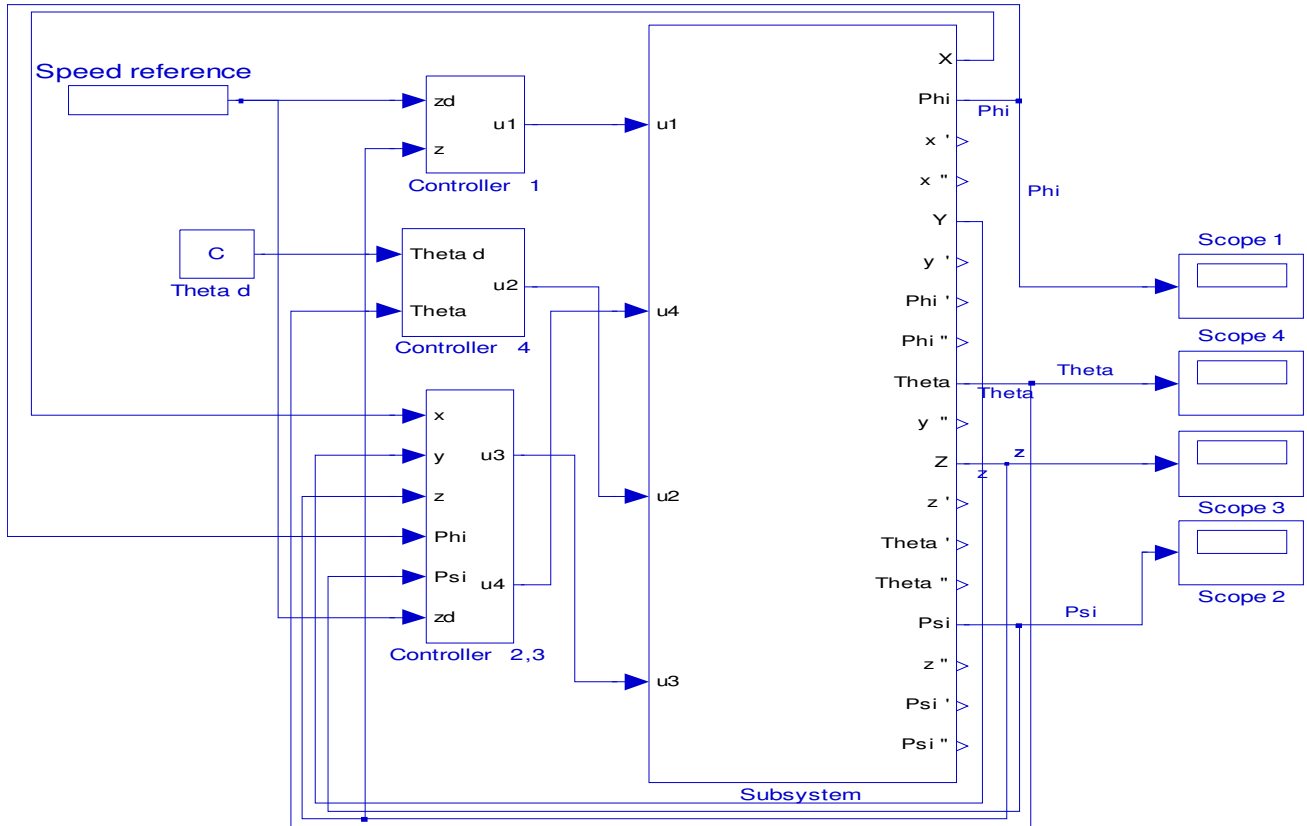 Speed reference
zd
z
u1
Controller 1
C
Theta d
Theta d
Theta
u2
Controller 4
x
y
z
Phi
Psi
zd
u3
u4
Controller 2,3
u1
u4
u2
u3
X
Phi
x '
x "
Y
y '
Phi '
Phi "
Theta
y "
Z
z '
Theta '
Theta "
Psi
z "
Psi '
Psi "
Subsystem
Phi
Phi
Theta
Theta
z
z
Psi
Scope 1
Scope 4
Scope 3
Scope 2